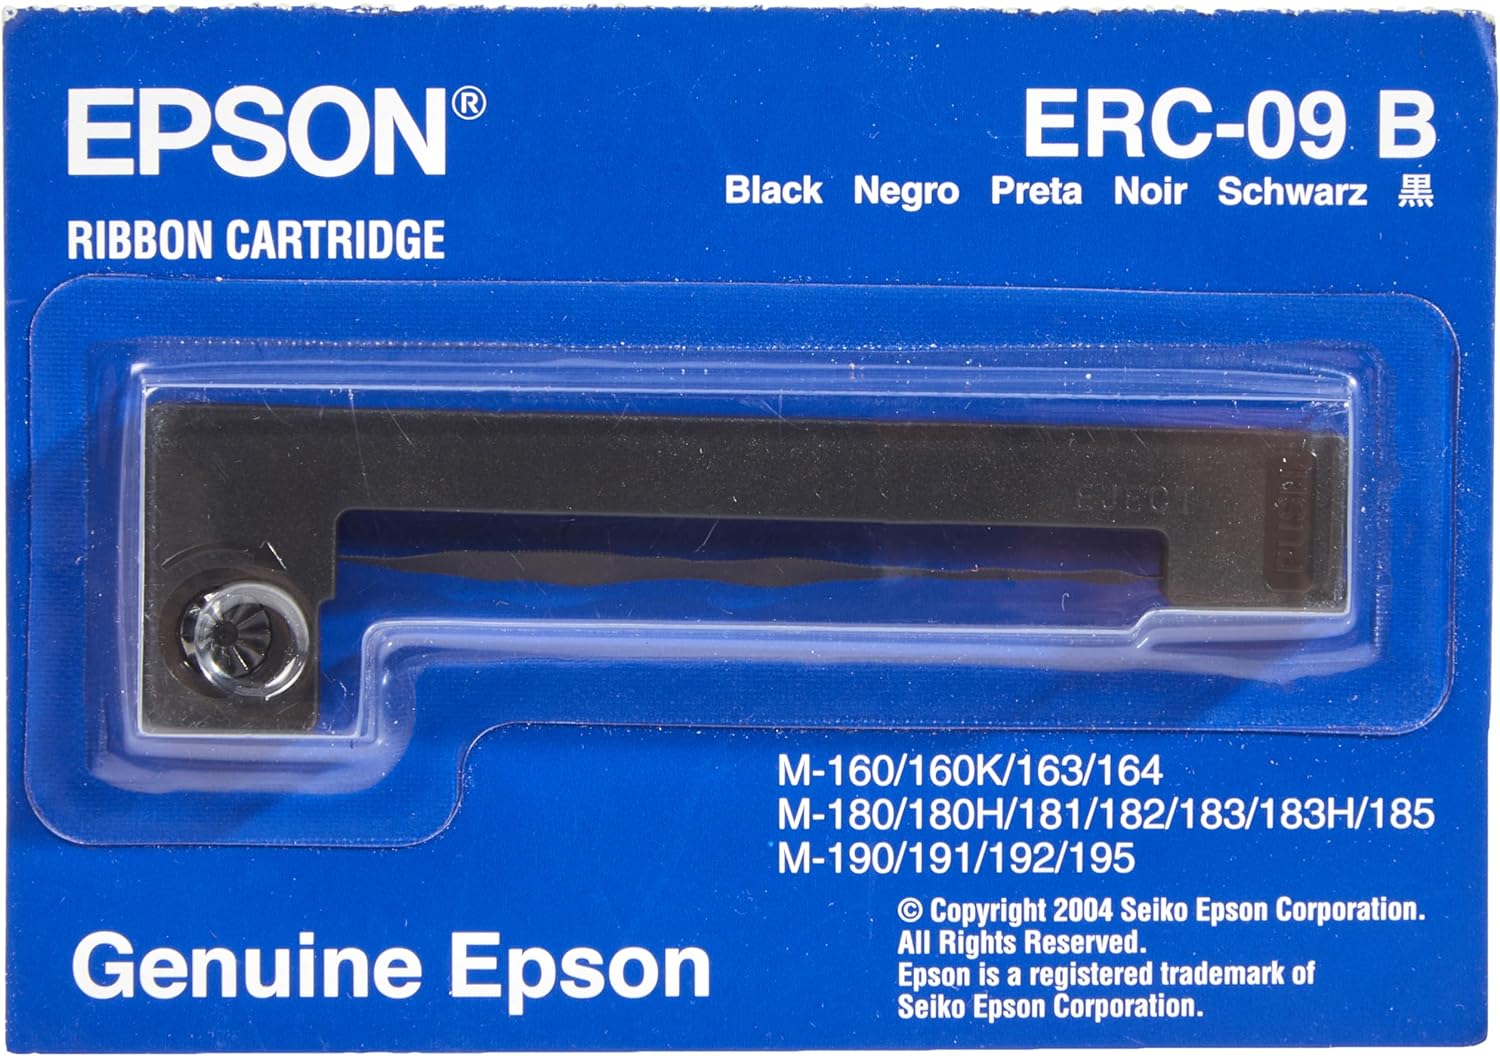 EPSON®
RIBBON CARTRIDGE
ERC-09 B
Black Negro Preta Noir Schwarz 黒
EJECT
PUSH
M-160/160K/163/164
M-180/180H/181/182/183/183H/185
M-190/191/192/195
Genuine Epson
© Copyright 2004 Seiko Epson Corporation.
All Rights Reserved.
Epson is a registered trademark of
Seiko Epson Corporation.